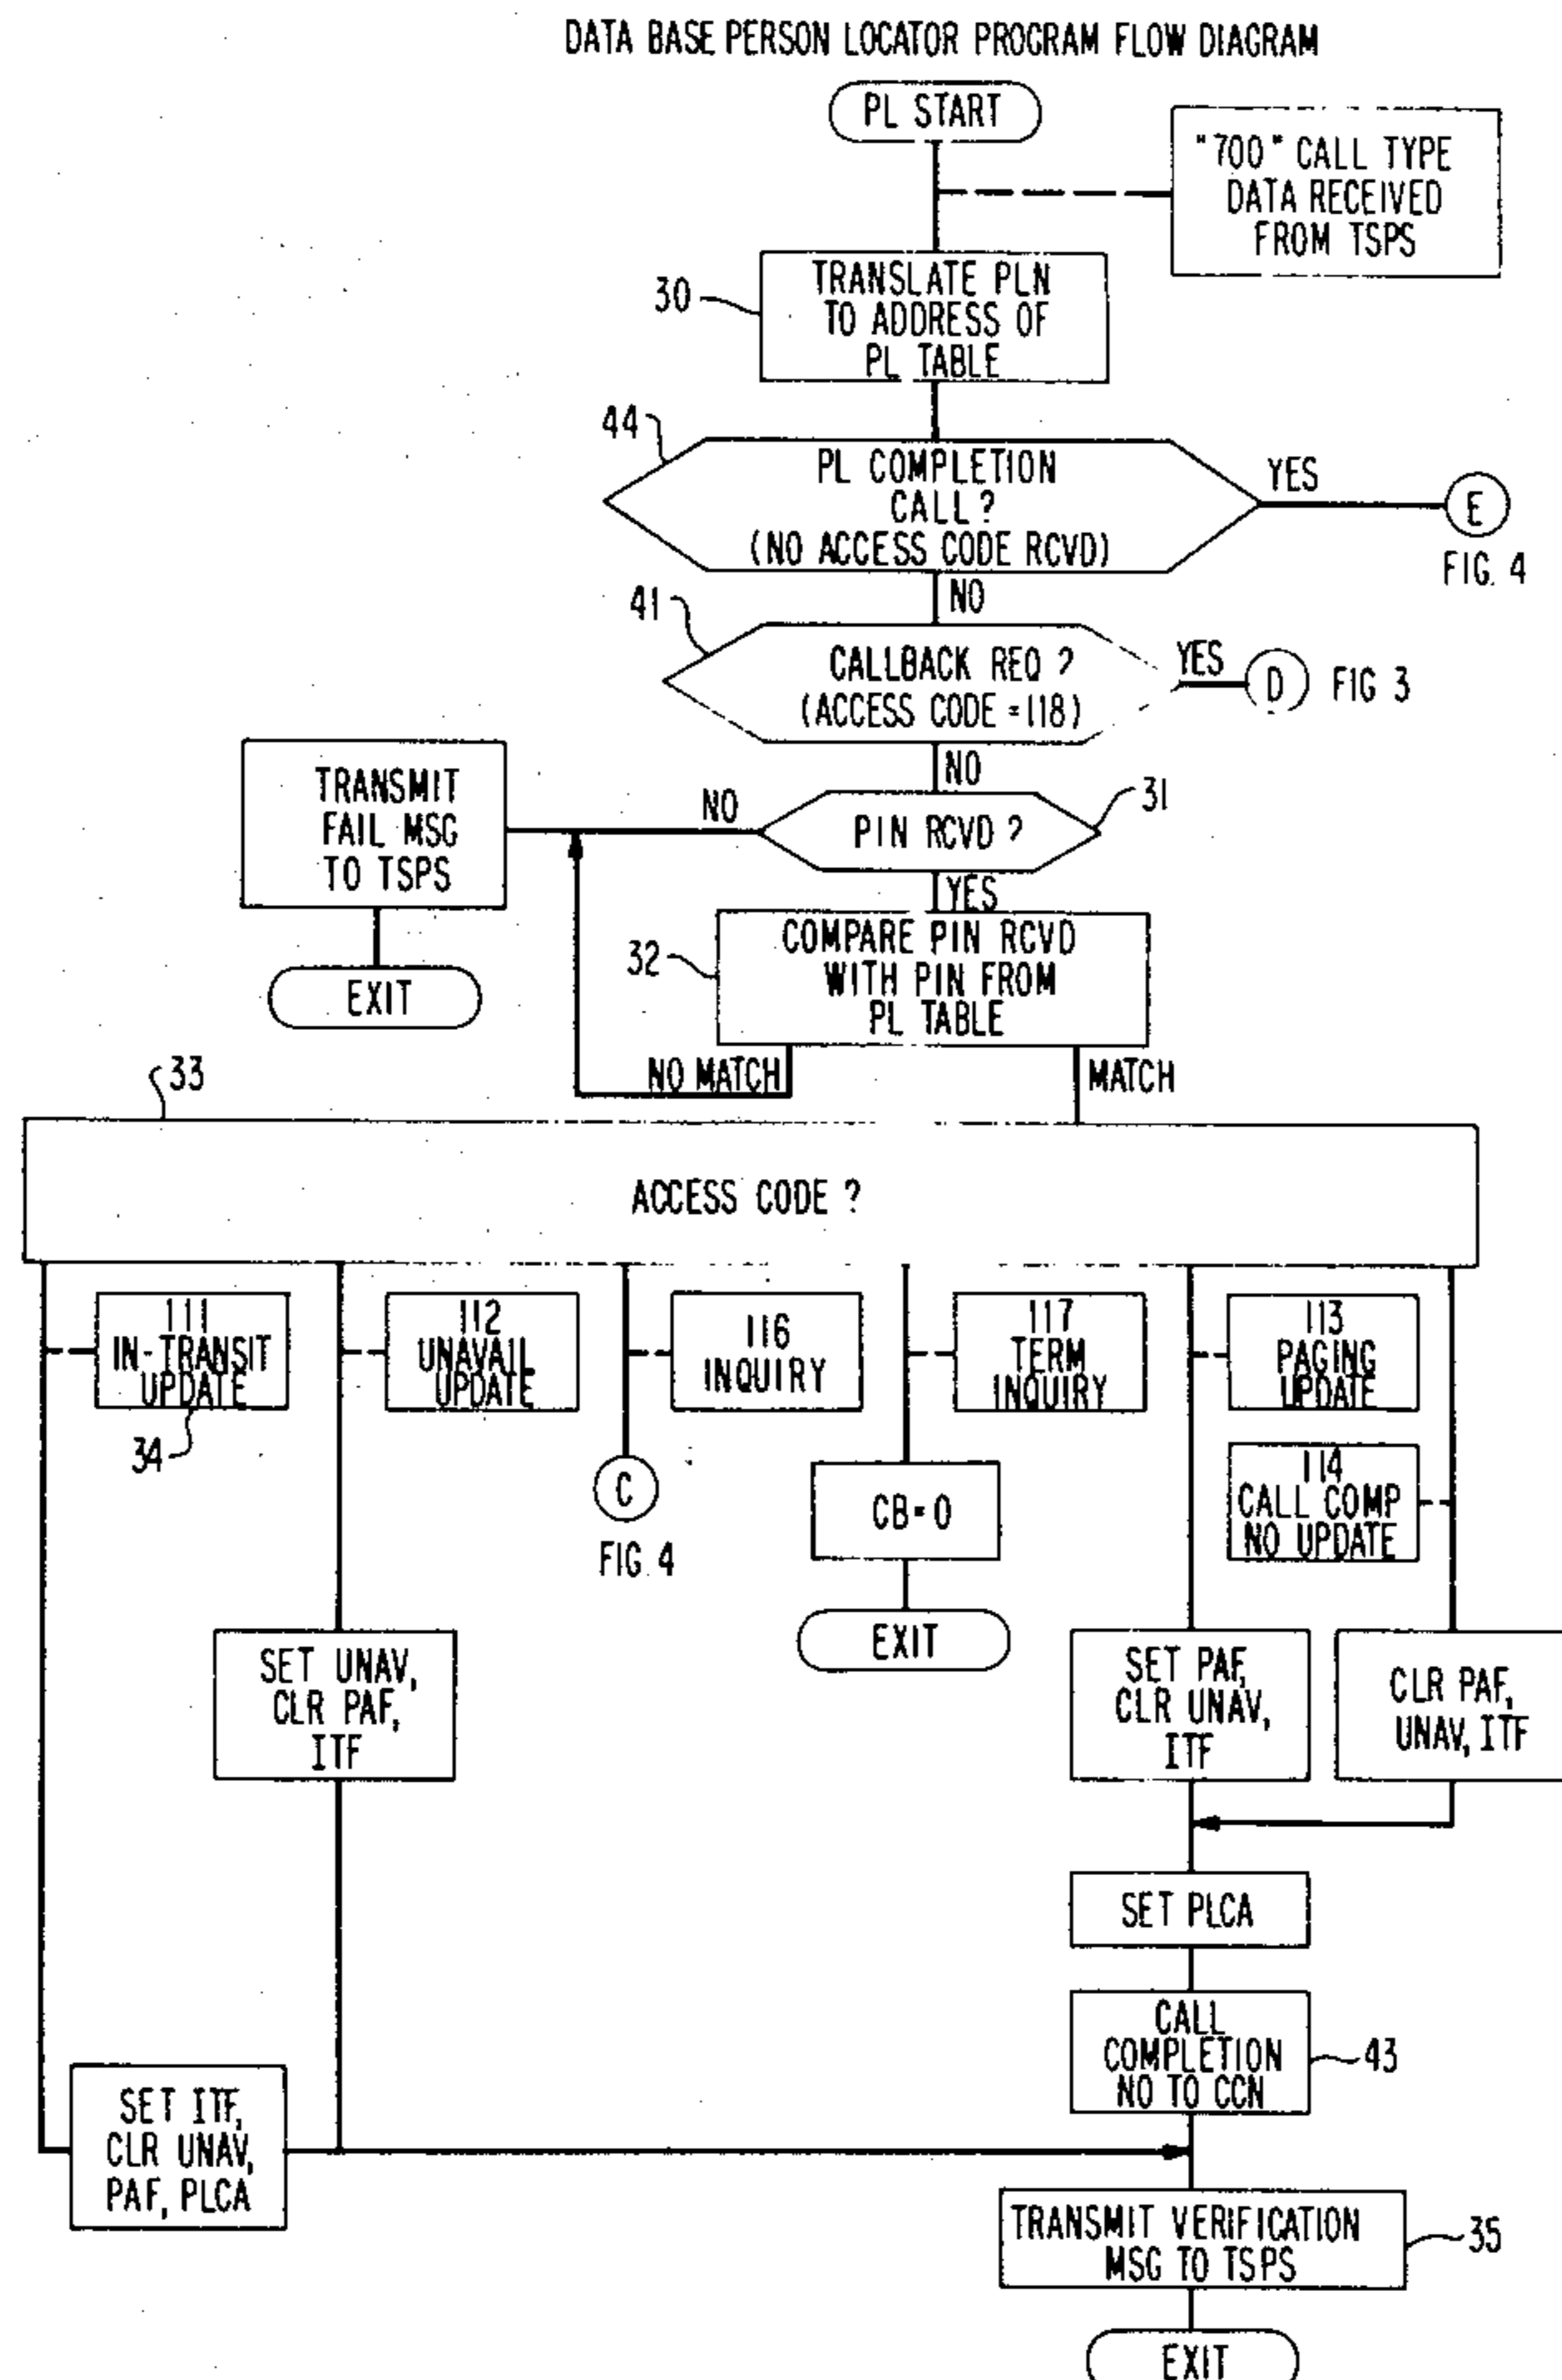 DATA BASE PERSON LOCATOR PROGRAM FLOW DIAGRAM
PL START
"700" CALL TYPE
DATA RECEIVED
FROM TSPS
30
TRANSLATE PLN
TO ADDRESS OF
PL TABLE
44
PL COMPLETION
CALL?
(NO ACCESS CODE RCVD)
YES
E
FIG. 4
NO
41
CALLBACK REQ ?
(ACCESS CODE = 118)
YES
D
FIG 3
NO
TRANSMIT
FAIL MSG
TO TSPS
NO
PIN RCVD ?
31
YES
EXIT
32
COMPARE PIN RCVD
WITH PIN FROM
PL TABLE
NO MATCH
MATCH
33
ACCESS CODE ?
111
IN-TRANSIT
UPDATE
34
112
UNAVAIL
UPDATE
116
INQUIRY
117
TERM
INQUIRY
113
PAGING
UPDATE
114
CALL COMP
NO UPDATE
C
FIG 4
CB=0
EXIT
SET UNAV,
CLR PAF,
ITF
SET PAF,
CLR UNAV,
ITF
CLR PAF,
UNAV, ITF
SET PLCA
CALL
COMPLETION
NO TO CCN
43
SET ITF,
CLR UNAV,
PAF, PLCA
TRANSMIT VERIFICATION
MSG TO TSPS
35
EXIT